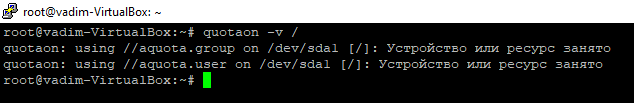 root@vadim-VirtualBox: ~
root@vadim-VirtualBox:~# quotaon -v /
quotaon: using //aquota.group on /dev/sda1 [/]: Устройство или ресурс занято
quotaon: using //aquota.user on /dev/sda1 [/]: Устройство или ресурс занято
root@vadim-VirtualBox:~#